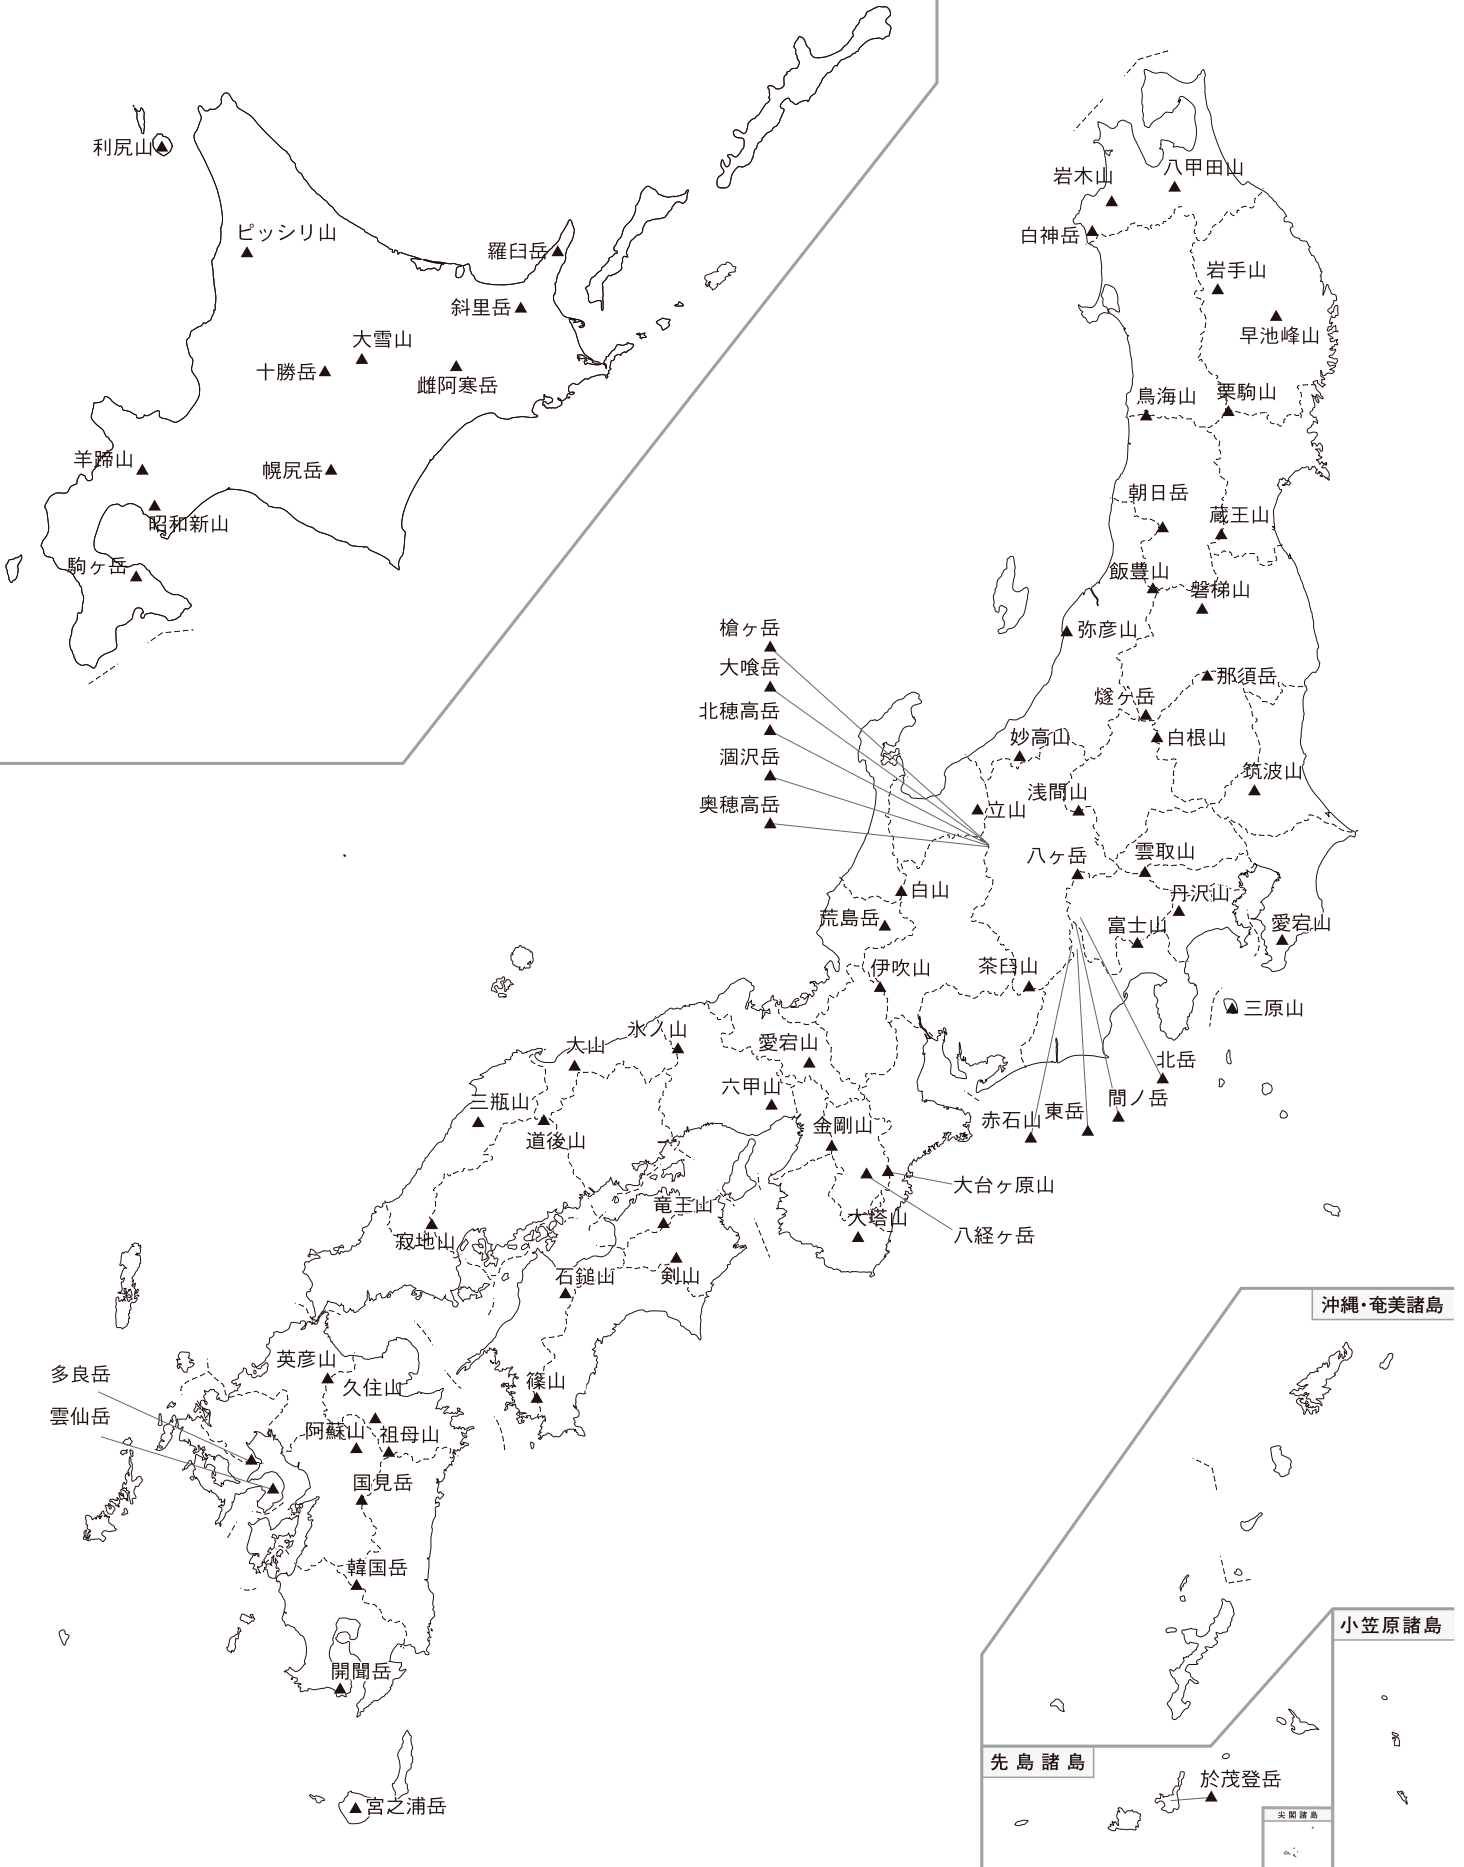 利尻山
ピッシリ山
羅臼岳
斜里岳
大雪山
十勝岳
雌阿寒岳
羊蹄山
幌尻岳
昭和新山
駒ヶ岳
八甲田山
岩木山
白神岳
岩手山
早池峰山
鳥海山
栗駒山
朝日岳
蔵王山
飯豊山
磐梯山
弥彦山
那須岳
燧ヶ岳
白根山
妙高山
筑波山
浅間山
立山
槍ヶ岳
大喰岳
北穂高岳
涸沢岳
奥穂高岳
八ヶ岳
雲取山
丹沢山
白山
荒島岳
富士山
愛宕山
伊吹山
茶臼山
三原山
氷ノ山
大山
愛宕山
北岳
六甲山
間ノ岳
三瓶山
東岳
赤石山
金剛山
道後山
大台ヶ原山
竜王山
大塔山
八経ヶ岳
寂地山
石鎚山
剣山
沖縄・奄美諸島
英彦山
多良岳
久住山
篠山
雲仙岳
阿蘇山
祖母山
国見岳
韓国岳
小笠原諸島
開聞岳
先島諸島
於茂登岳
宮之浦岳
尖閣諸島